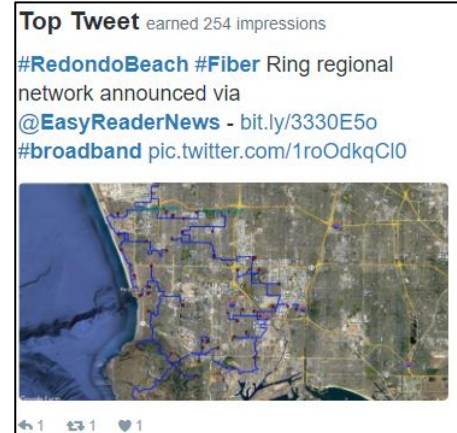 Top Tweet earned 254 impressions
#RedondoBeach #Fiber Ring regional
network announced via
@EasyReaderNews - bit.ly/3330E5o
#broadband pic.twitter.com/1roOdkqCl0
1 1 1